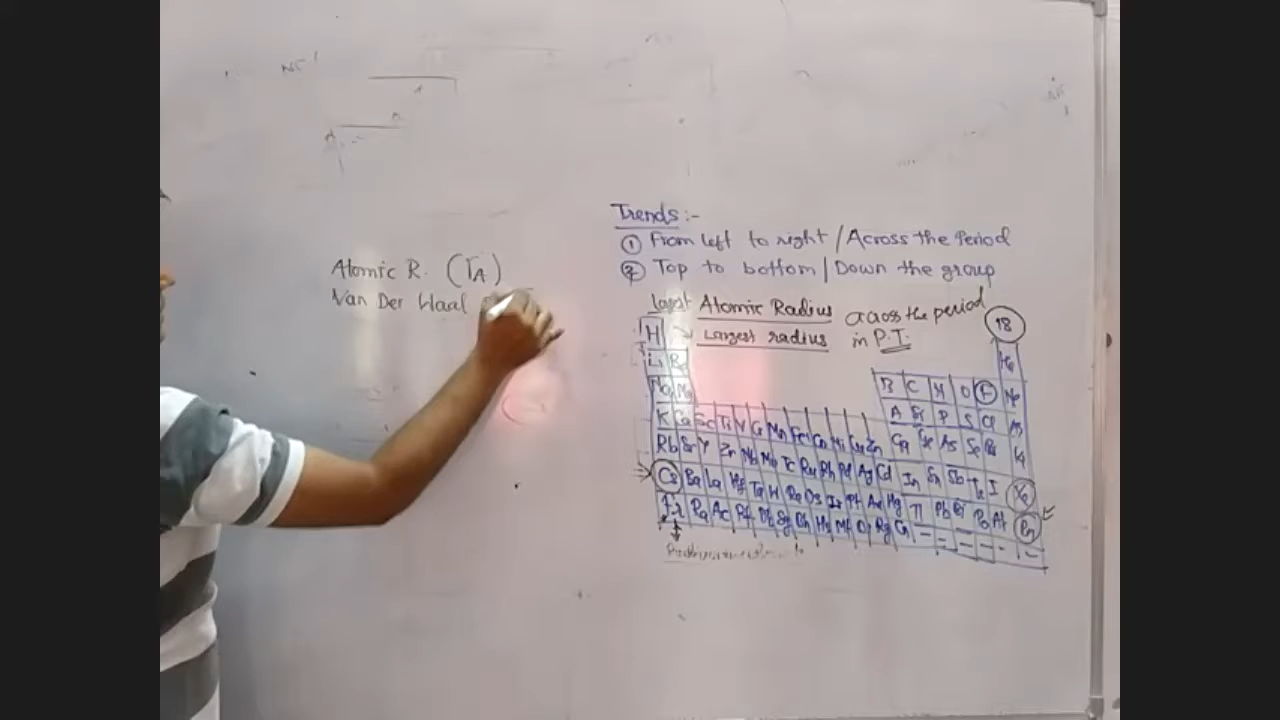 Atomic R. (rA)
Van Der Waal
Trends :-
① From left to right / Across the Period
② Top to bottom / Down the group
Atomic Radius across the period
Largest radius in P.T.
18
H
He
Li
B C N O F Ne
Na Mg
Si P S Cl
K Ca Sc Ti V Cr Mn Fe Co Ni Cu Zn Ga Ge As Se Br Kr
Rb Sr Y Zr Nb Mo Tc Ru Rh Pd Ag Cd In Sn Sb Te I Xe
Cs Ba La Hf Ta W Re Os Ir Pt Au Hg Tl Pb Bi Po At Rn
Fr Ra Ac Rf Db Sg Bh Hs Mt D Rg Cn - - - - - -